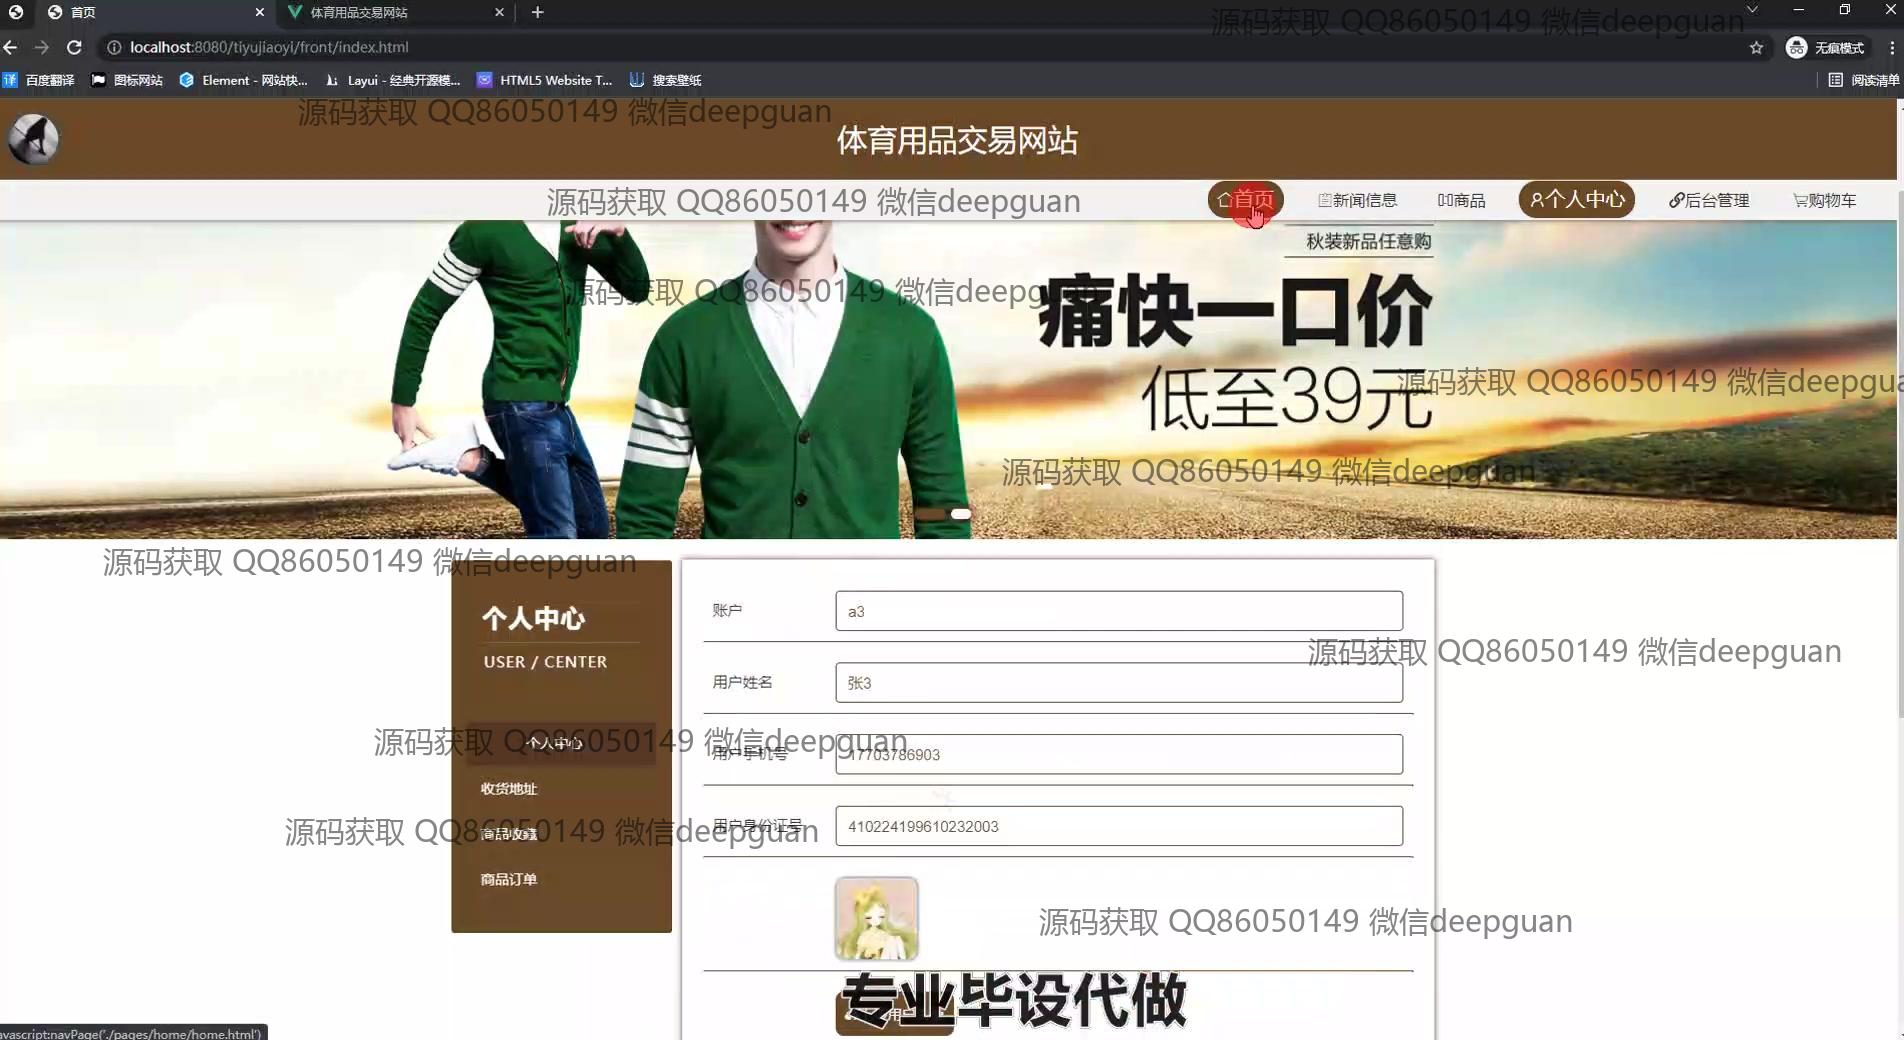 首页
体育用品交易网站
源码获取 QQ86050149 微信deepguan
localhost:8080/tiyujiaoyi/front/index.html
无痕模式
译 百度翻译
图标网站
Element - 网站快...
Layui - 经典开源模...
HTML5 Website T...
搜索壁纸
阅读清单
源码获取 QQ86050149 微信deepguan
体育用品交易网站
源码获取 QQ86050149 微信deepguan
首页
新闻信息
商品
个人中心
后台管理
购物车
秋装新品任意购
源码获取 QQ86050149 微信deepguan
痛快一口价
低至39元
源码获取 QQ86050149 微信deepgua
源码获取 QQ86050149 微信deepguan
源码获取 QQ86050149 微信deepguan
个人中心
USER / CENTER
账户
a3
源码获取 QQ86050149 微信deepguan
用户姓名
张3
源码获取 QQ86050149 微信deepguan
个人中心
用户手机号
17703786903
收货地址
源码获取 QQ86050149 微信deepguan
商品收藏
用户身份证号
410224199610232003
商品订单
源码获取 QQ86050149 微信deepguan
专业毕设代做
avascript:navPage('./pages/home/home.html')